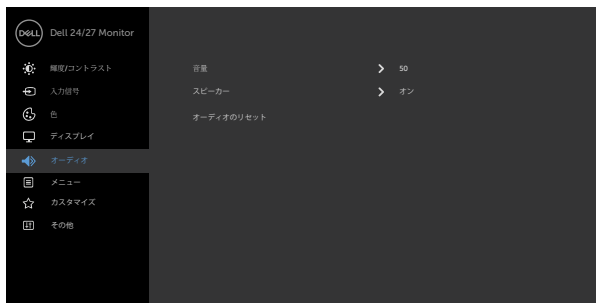 DELL Dell 24/27 Monitor
輝度/コントラスト
音量 50
入力信号
スピーカー オン
色
オーディオのリセット
ディスプレイ
オーディオ
メニュー
カスタマイズ
その他